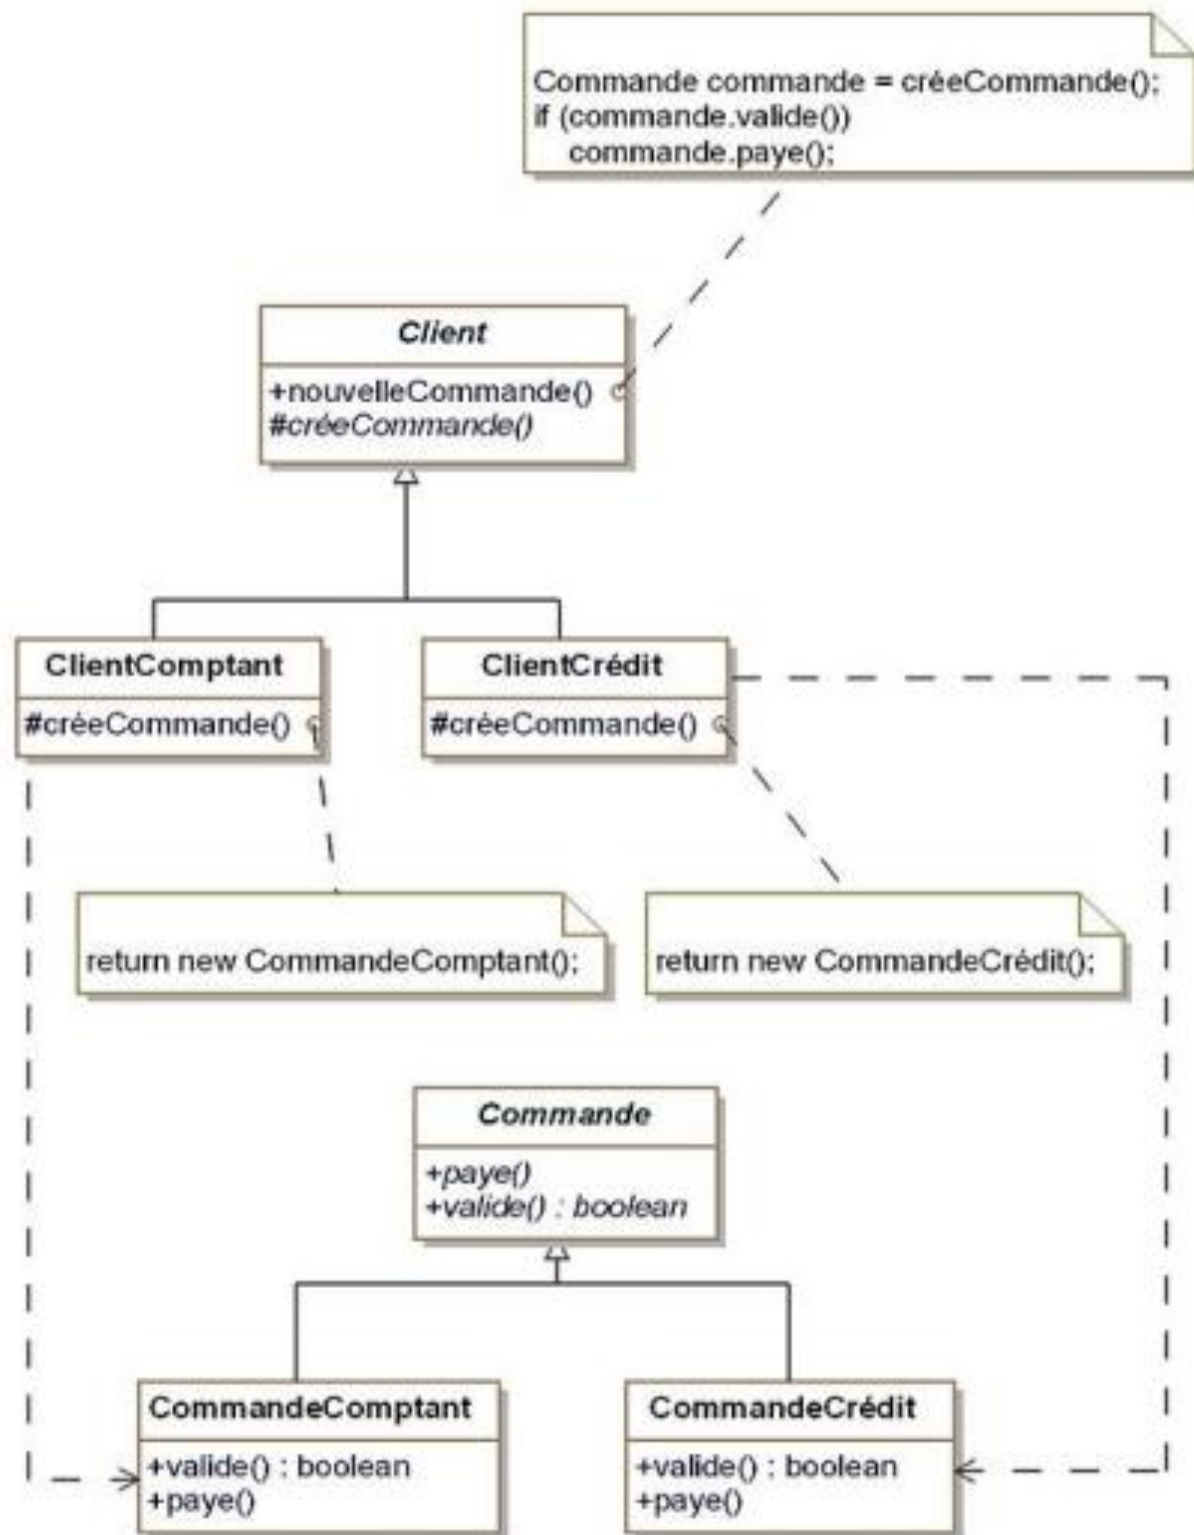 Commande commande = créeCommande();
if (commande.valide())
commande.paye();
Client
+nouvelleCommande()
#créeCommande()
ClientComptant
#créeCommande()
ClientCrédit
#créeCommande()
return new CommandeComptant();
return new CommandeCrédit();
Commande
+paye()
+valide() : boolean
CommandeComptant
+valide() : boolean
+paye()
CommandeCrédit
+valide() : boolean
+paye()